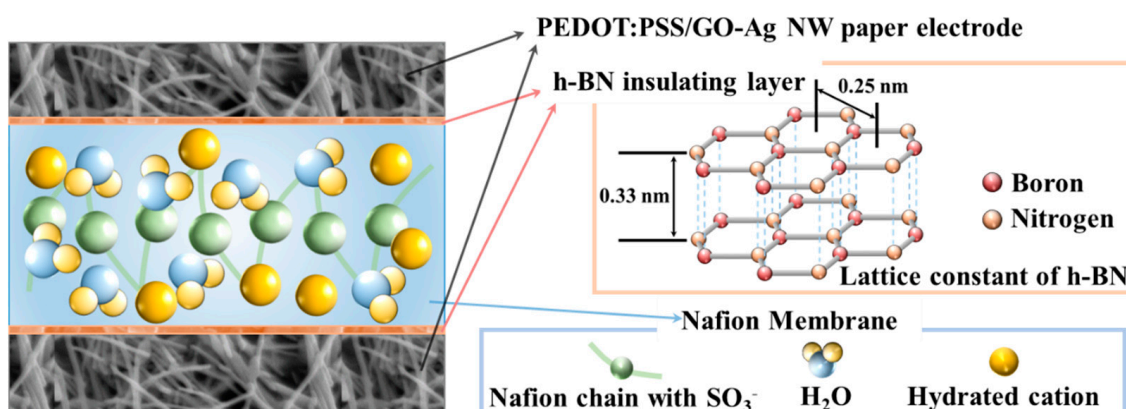 PEDOT:PSS/GO-Ag NW paper electrode
h-BN insulating layer
0.25 nm
0.33 nm
Boron
Nitrogen
Lattice constant of h-BN
Nafion Membrane
Nafion chain with SO₃⁻
H₂O
Hydrated cation